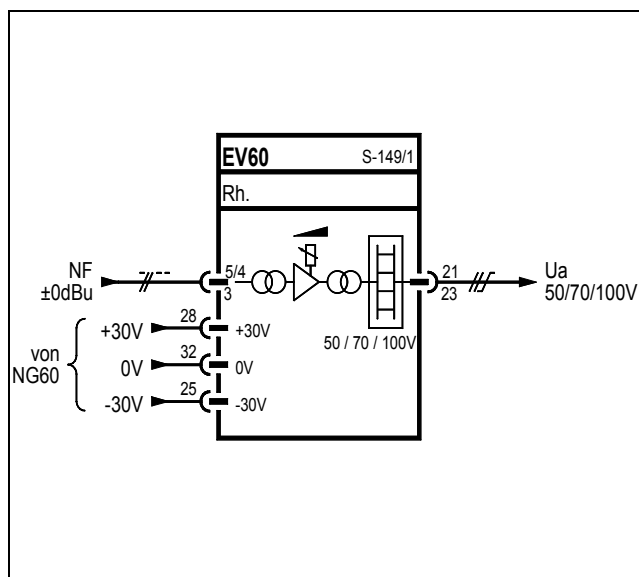 EV60 S-149/1
Rh.
NF
±0dBu
5/4
3
21
23
Ua
50/70/100V
von
NG60
+30V 28 +30V
0V 32 0V
-30V 25 -30V
50 / 70 / 100V